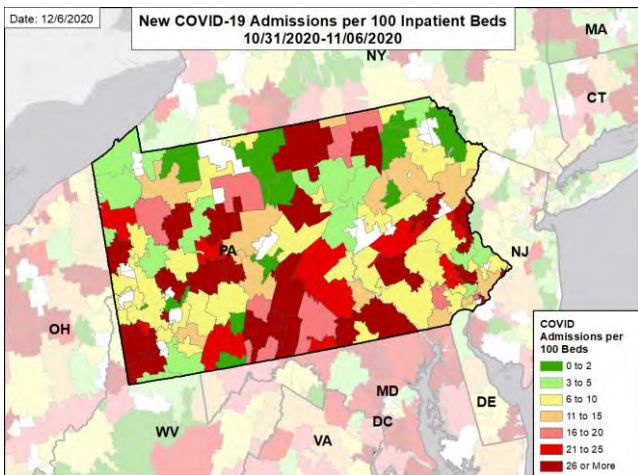 Date: 12/6/2020
New COVID-19 Admissions per 100 Inpatient Beds
10/31/2020-11/06/2020
MA
NY
CT
PA
NJ
OH
COVID
Admissions per
100 Beds
0 to 2
3 to 5
6 to 10
11 to 15
16 to 20
21 to 25
26 or More
MD
DE
DC
WV
VA